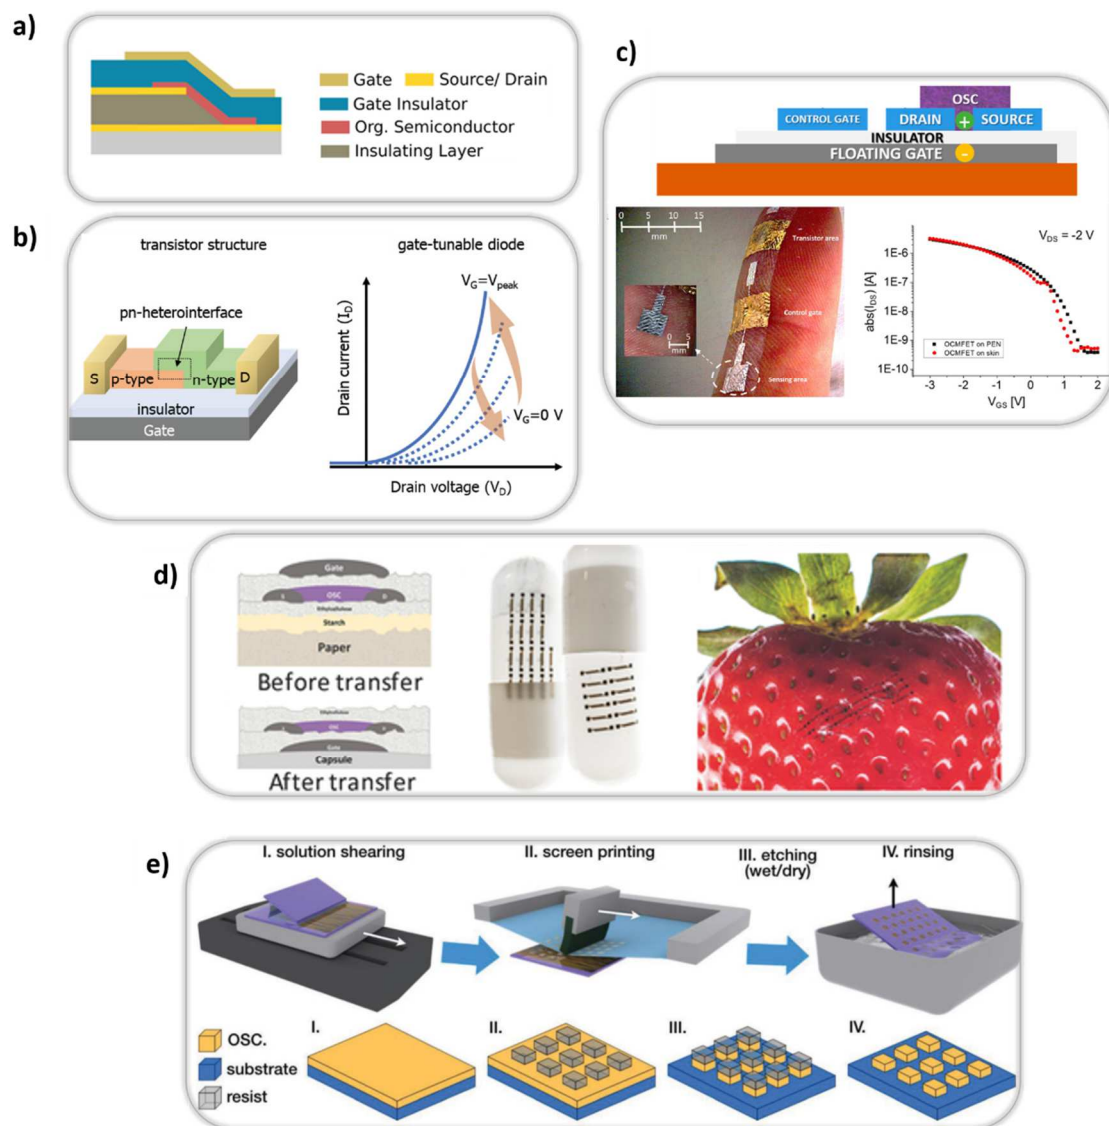 a)
Gate
Source/ Drain
Gate Insulator
Org. Semiconductor
Insulating Layer
b)
transistor structure
pn-heterointerface
S
p-type
n-type
D
insulator
Gate
gate-tunable diode
V_G=V_peak
V_G=0 V
Drain current (I_D)
Drain voltage (V_D)
c)
OSC
CONTROL GATE
DRAIN
+
SOURCE
INSULATOR
FLOATING GATE
-
0 5 10 15
mm
Transistor area
Control gate
Sensing area
0 5
mm
V_DS = -2 V
abs(I_DS) [A]
1E-6
1E-7
1E-8
1E-9
1E-10
OCMFET on PEN
OCMFET on skin
-3 -2 -1 0 1 2
V_GS [V]
d)
Gate
S
OSC
D
Ethylcellulose
Starch
Paper
Before transfer
Ethylcellulose
OSC
Gate
Capsule
After transfer
e)
I. solution shearing
II. screen printing
III. etching
(wet/dry)
IV. rinsing
OSC.
substrate
resist
I.
II.
III.
IV.